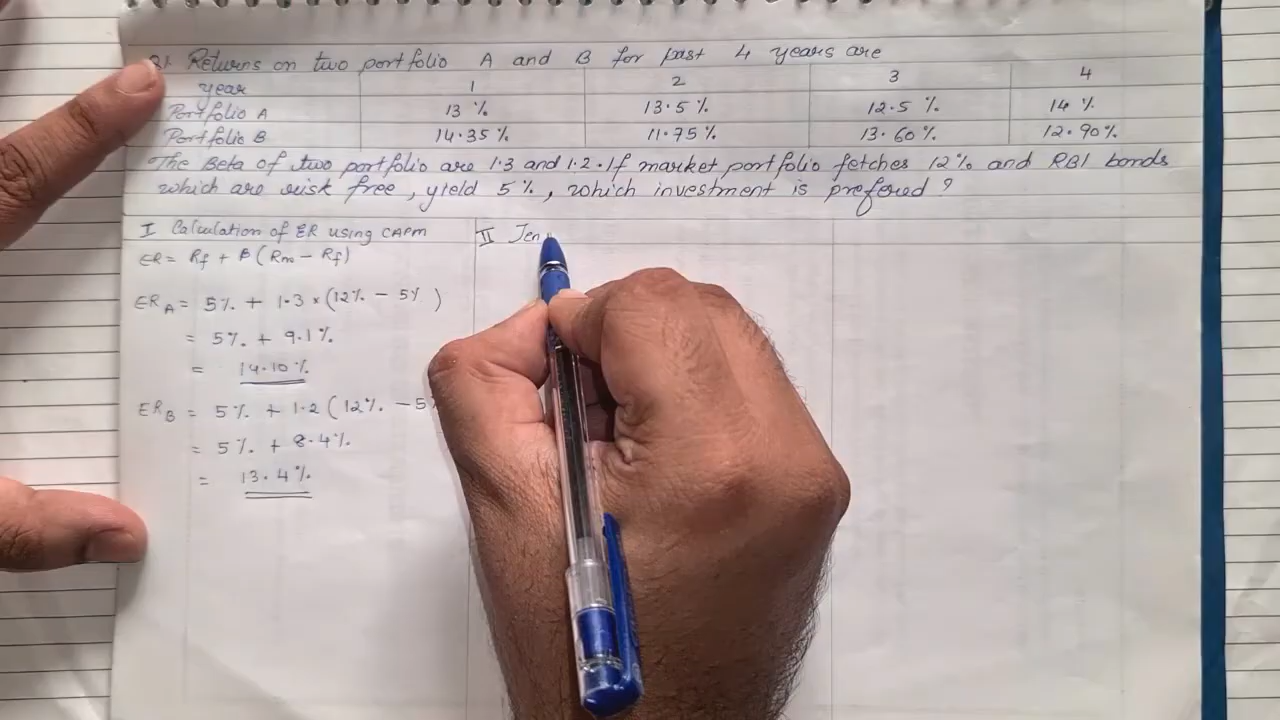 Q1. Returns on two portfolio A and B for past 4 years are
year 1 2 3 4
Portfolio A 13 % 13.5 % 12.5 % 14 %
Portfolio B 14.35 % 11.75 % 13.60 % 12.90 %
The Beta of two portfolio are 1.3 and 1.2. If market portfolio fetches 12% and RBI bonds
which are risk free, yield 5 %, which investment is prefered ?
I Calculation of ER using CAPM
ER = Rf + β (Rm – Rf)
ERA = 5% + 1.3 × (12% – 5% )
= 5% + 9.1%
= 14.10 %
ERB = 5% + 1.2 ( 12% – 5%
= 5% + 8.4%
= 13.4%
II Jen